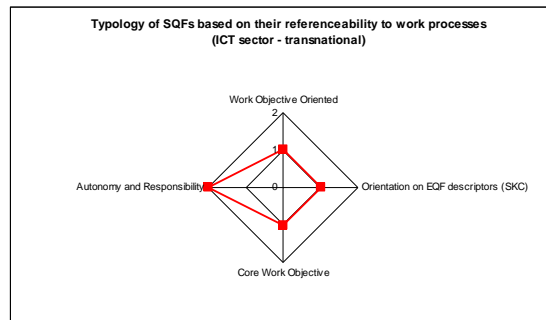 Typology of SQFs based on their referenceability to work processes
(ICT sector - transnational)
Work Objective Oriented
2
1
Autonomy and Responsibility
0
Orientation on EQF descriptors (SKC)
Core Work Objective